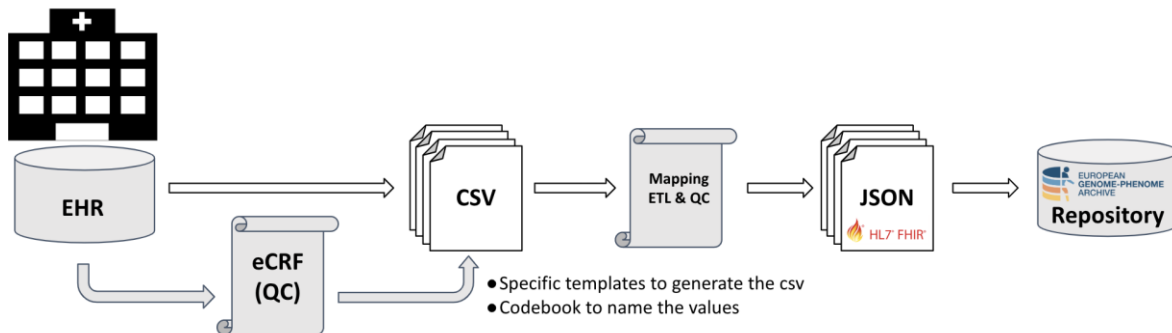 EHR
eCRF
(QC)
CSV
● Specific templates to generate the csv
● Codebook to name the values
Mapping
ETL & QC
JSON
HL7® FHIR®
EUROPEAN
GENOME-PHENOME
ARCHIVE
Repository